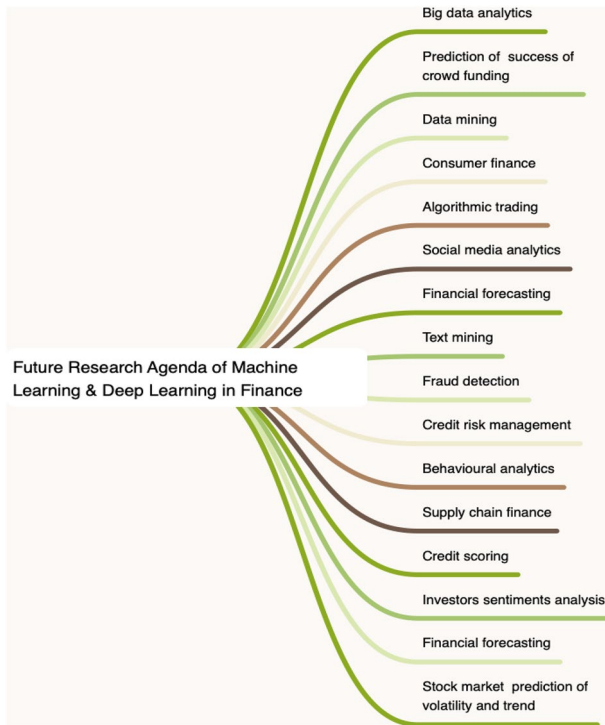 Big data analytics
Prediction of success of
crowd funding
Data mining
Consumer finance
Algorithmic trading
Social media analytics
Financial forecasting
Text mining
Future Research Agenda of Machine
Learning & Deep Learning in Finance
Fraud detection
Credit risk management
Behavioural analytics
Supply chain finance
Credit scoring
Investors sentiments analysis
Financial forecasting
Stock market prediction of
volatility and trend